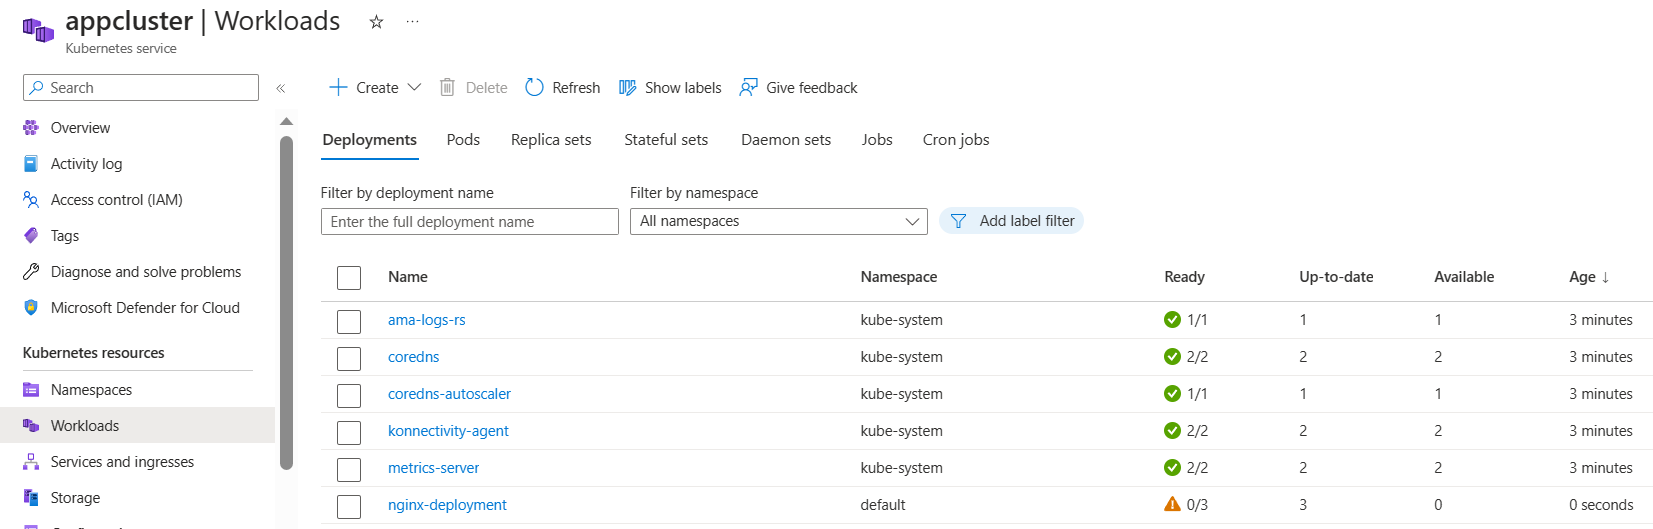 appcluster | Workloads
Kubernetes service
Search
Overview
Activity log
Access control (IAM)
Tags
Diagnose and solve problems
Microsoft Defender for Cloud
Kubernetes resources
Namespaces
Workloads
Services and ingresses
Storage
Create Delete Refresh Show labels Give feedback
Deployments Pods Replica sets Stateful sets Daemon sets Jobs Cron jobs
Filter by deployment name Filter by namespace
Enter the full deployment name All namespaces Add label filter
Name Namespace Ready Up-to-date Available Age ↓
ama-logs-rs kube-system 1/1 1 1 3 minutes
coredns kube-system 2/2 2 2 3 minutes
coredns-autoscaler kube-system 1/1 1 1 3 minutes
konnectivity-agent kube-system 2/2 2 2 3 minutes
metrics-server kube-system 2/2 2 2 3 minutes
nginx-deployment default 0/3 3 0 0 seconds